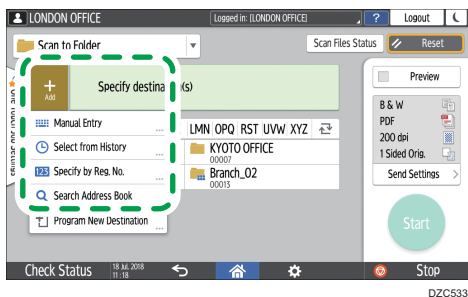 LONDON OFFICE
Logged in: [LONDON OFFICE]
?
Logout
Scan to Folder
Scan Files Status
Reset
Add
Specify destina
(s)
Preview
Manual Entry
...
LMN OPQ RST UVW XYZ
B & W
PDF
200 dpi
1 Sided Orig.
Select from History
...
KYOTO OFFICE
00007
123 Specify by Reg. No.
...
Branch_02
00013
Search Address Book
Send Settings
Program New Destination
...
Start
Check Status
18 Jul. 2018
11:18
Stop
DZC533